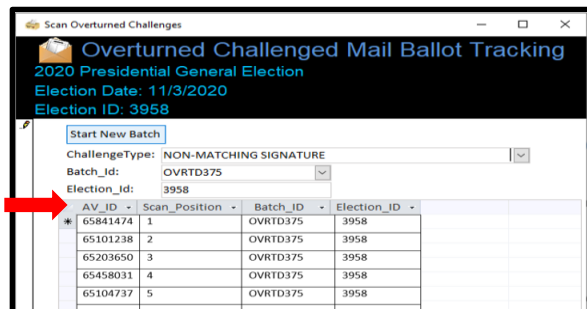 Scan Overturned Challenges
Overturned Challenged Mail Ballot Tracking
2020 Presidential General Election
Election Date: 11/3/2020
Election ID: 3958
Start New Batch
ChallengeType: NON-MATCHING SIGNATURE
Batch_Id: OVRTD375
Election_Id: 3958
AV_ID Scan_Position Batch_ID Election_ID
65841474 1 OVRTD375 3958
65101238 2 OVRTD375 3958
65203650 3 OVRTD375 3958
65458031 4 OVRTD375 3958
65104737 5 OVRTD375 3958